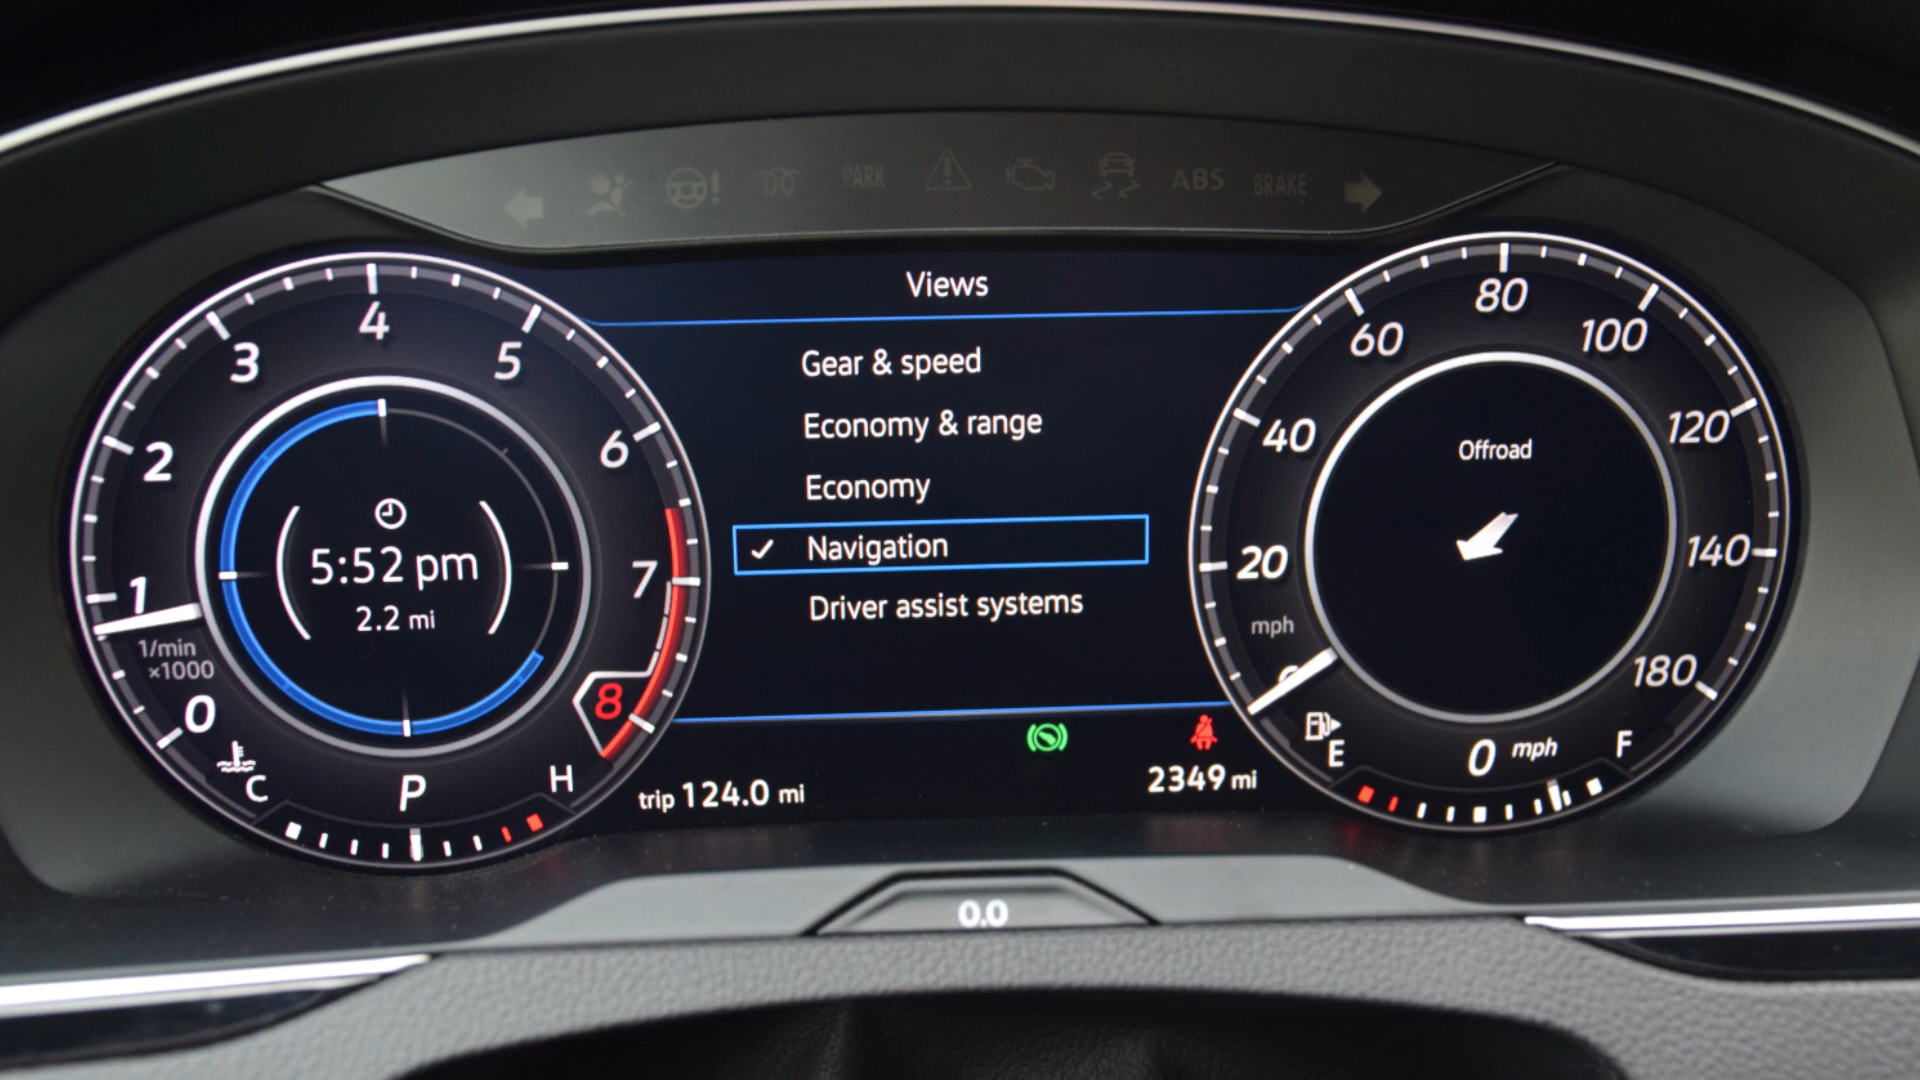 PARK
ABS
BRAKE
Views
Gear & speed
Economy & range
Economy
Navigation
Driver assist systems
0
1
2
3
4
5
6
7
8
1/min
×1000
5:52 pm
2.2 mi
C
P
H
trip 124.0 mi
2349 mi
20
40
60
80
100
120
140
180
mph
Offroad
E
0 mph
F
0.0